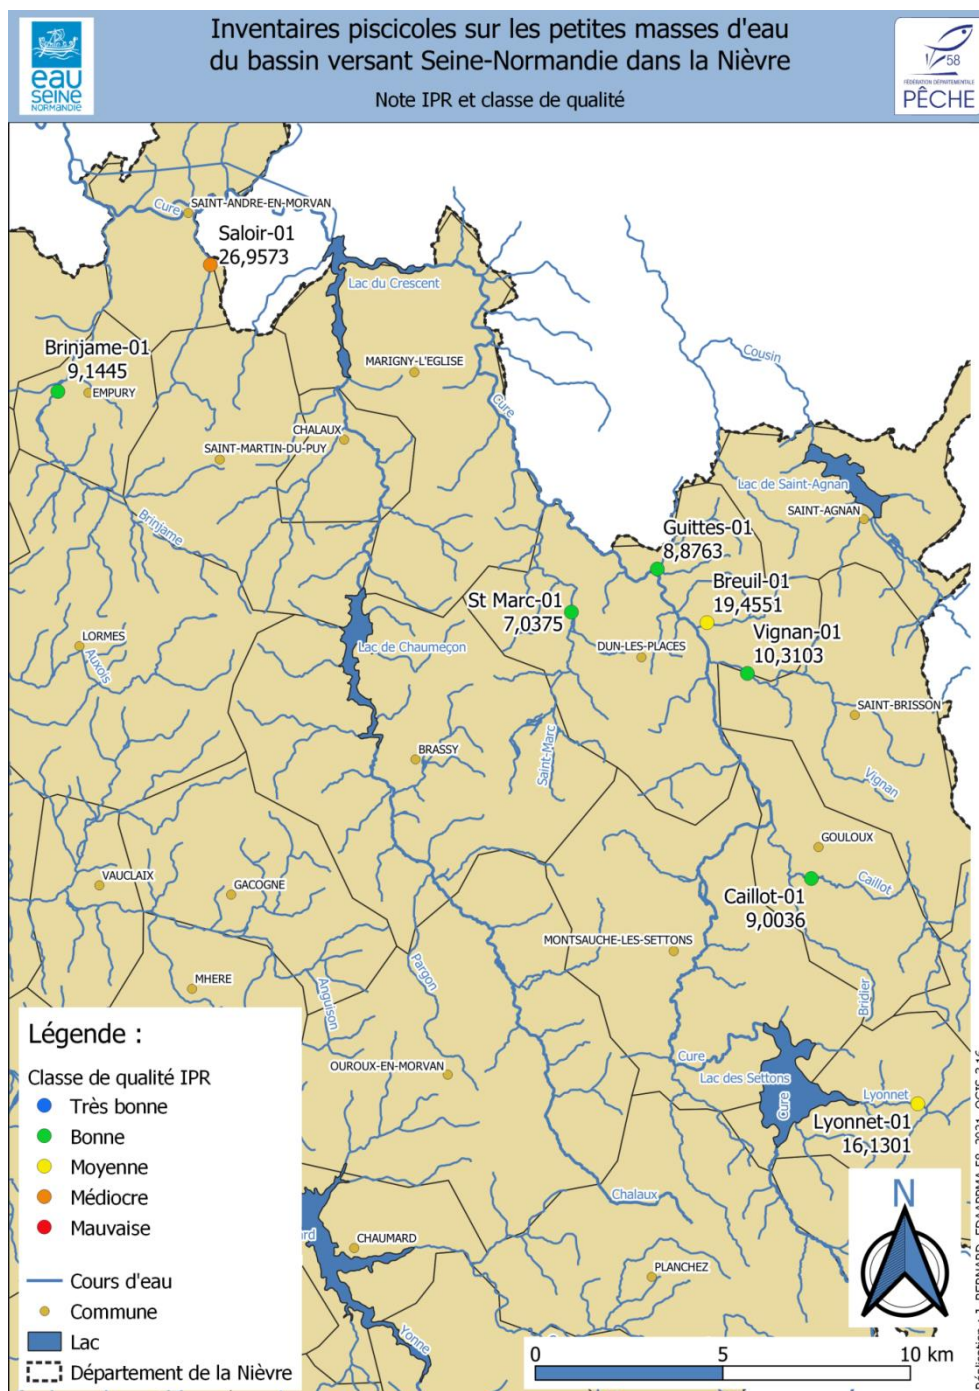 Inventaires piscicoles sur les petites masses d'eau
du bassin versant Seine-Normandie dans la Nièvre
Note IPR et classe de qualité
eau
SEINE
NORMANDIE
58
FÉDÉRATION DÉPARTEMENTALE
PÊCHE
Cure
SAINT-ANDRE-EN-MORVAN
Saloir-01
26,9573
Lac du Crescent
Brinjame-01
9,1445
EMPURY
MARIGNY-L'EGLISE
Cousin
Cure
CHALAUX
SAINT-MARTIN-DU-PUY
Lac de Saint-Agnan
SAINT-AGNAN
Brinjame
Guittes-01
8,8763
Breuil-01
19,4551
St Marc-01
7,0375
Vignan-01
10,3103
LORMES
Auxois
Lac de Chaumeçon
DUN-LES-PLACES
SAINT-BRISSON
BRASSY
Saint-Marc
Vignan
GOULOUX
VAUCLAIX
GACOGNE
Caillot
Caillot-01
9,0036
MONTSAUCHE-LES-SETTONS
MHERE
Anguison
Pargon
Bridier
OUROUX-EN-MORVAN
Cure
Lac des Settons
Cure
Lyonnet
Lyonnet-01
16,1301
Chalaux
CHAUMARD
PLANCHEZ
Yonne
Légende :
Classe de qualité IPR
Très bonne
Bonne
Moyenne
Médiocre
Mauvaise
Cours d'eau
Commune
Lac
Département de la Nièvre
N
0 5 10 km